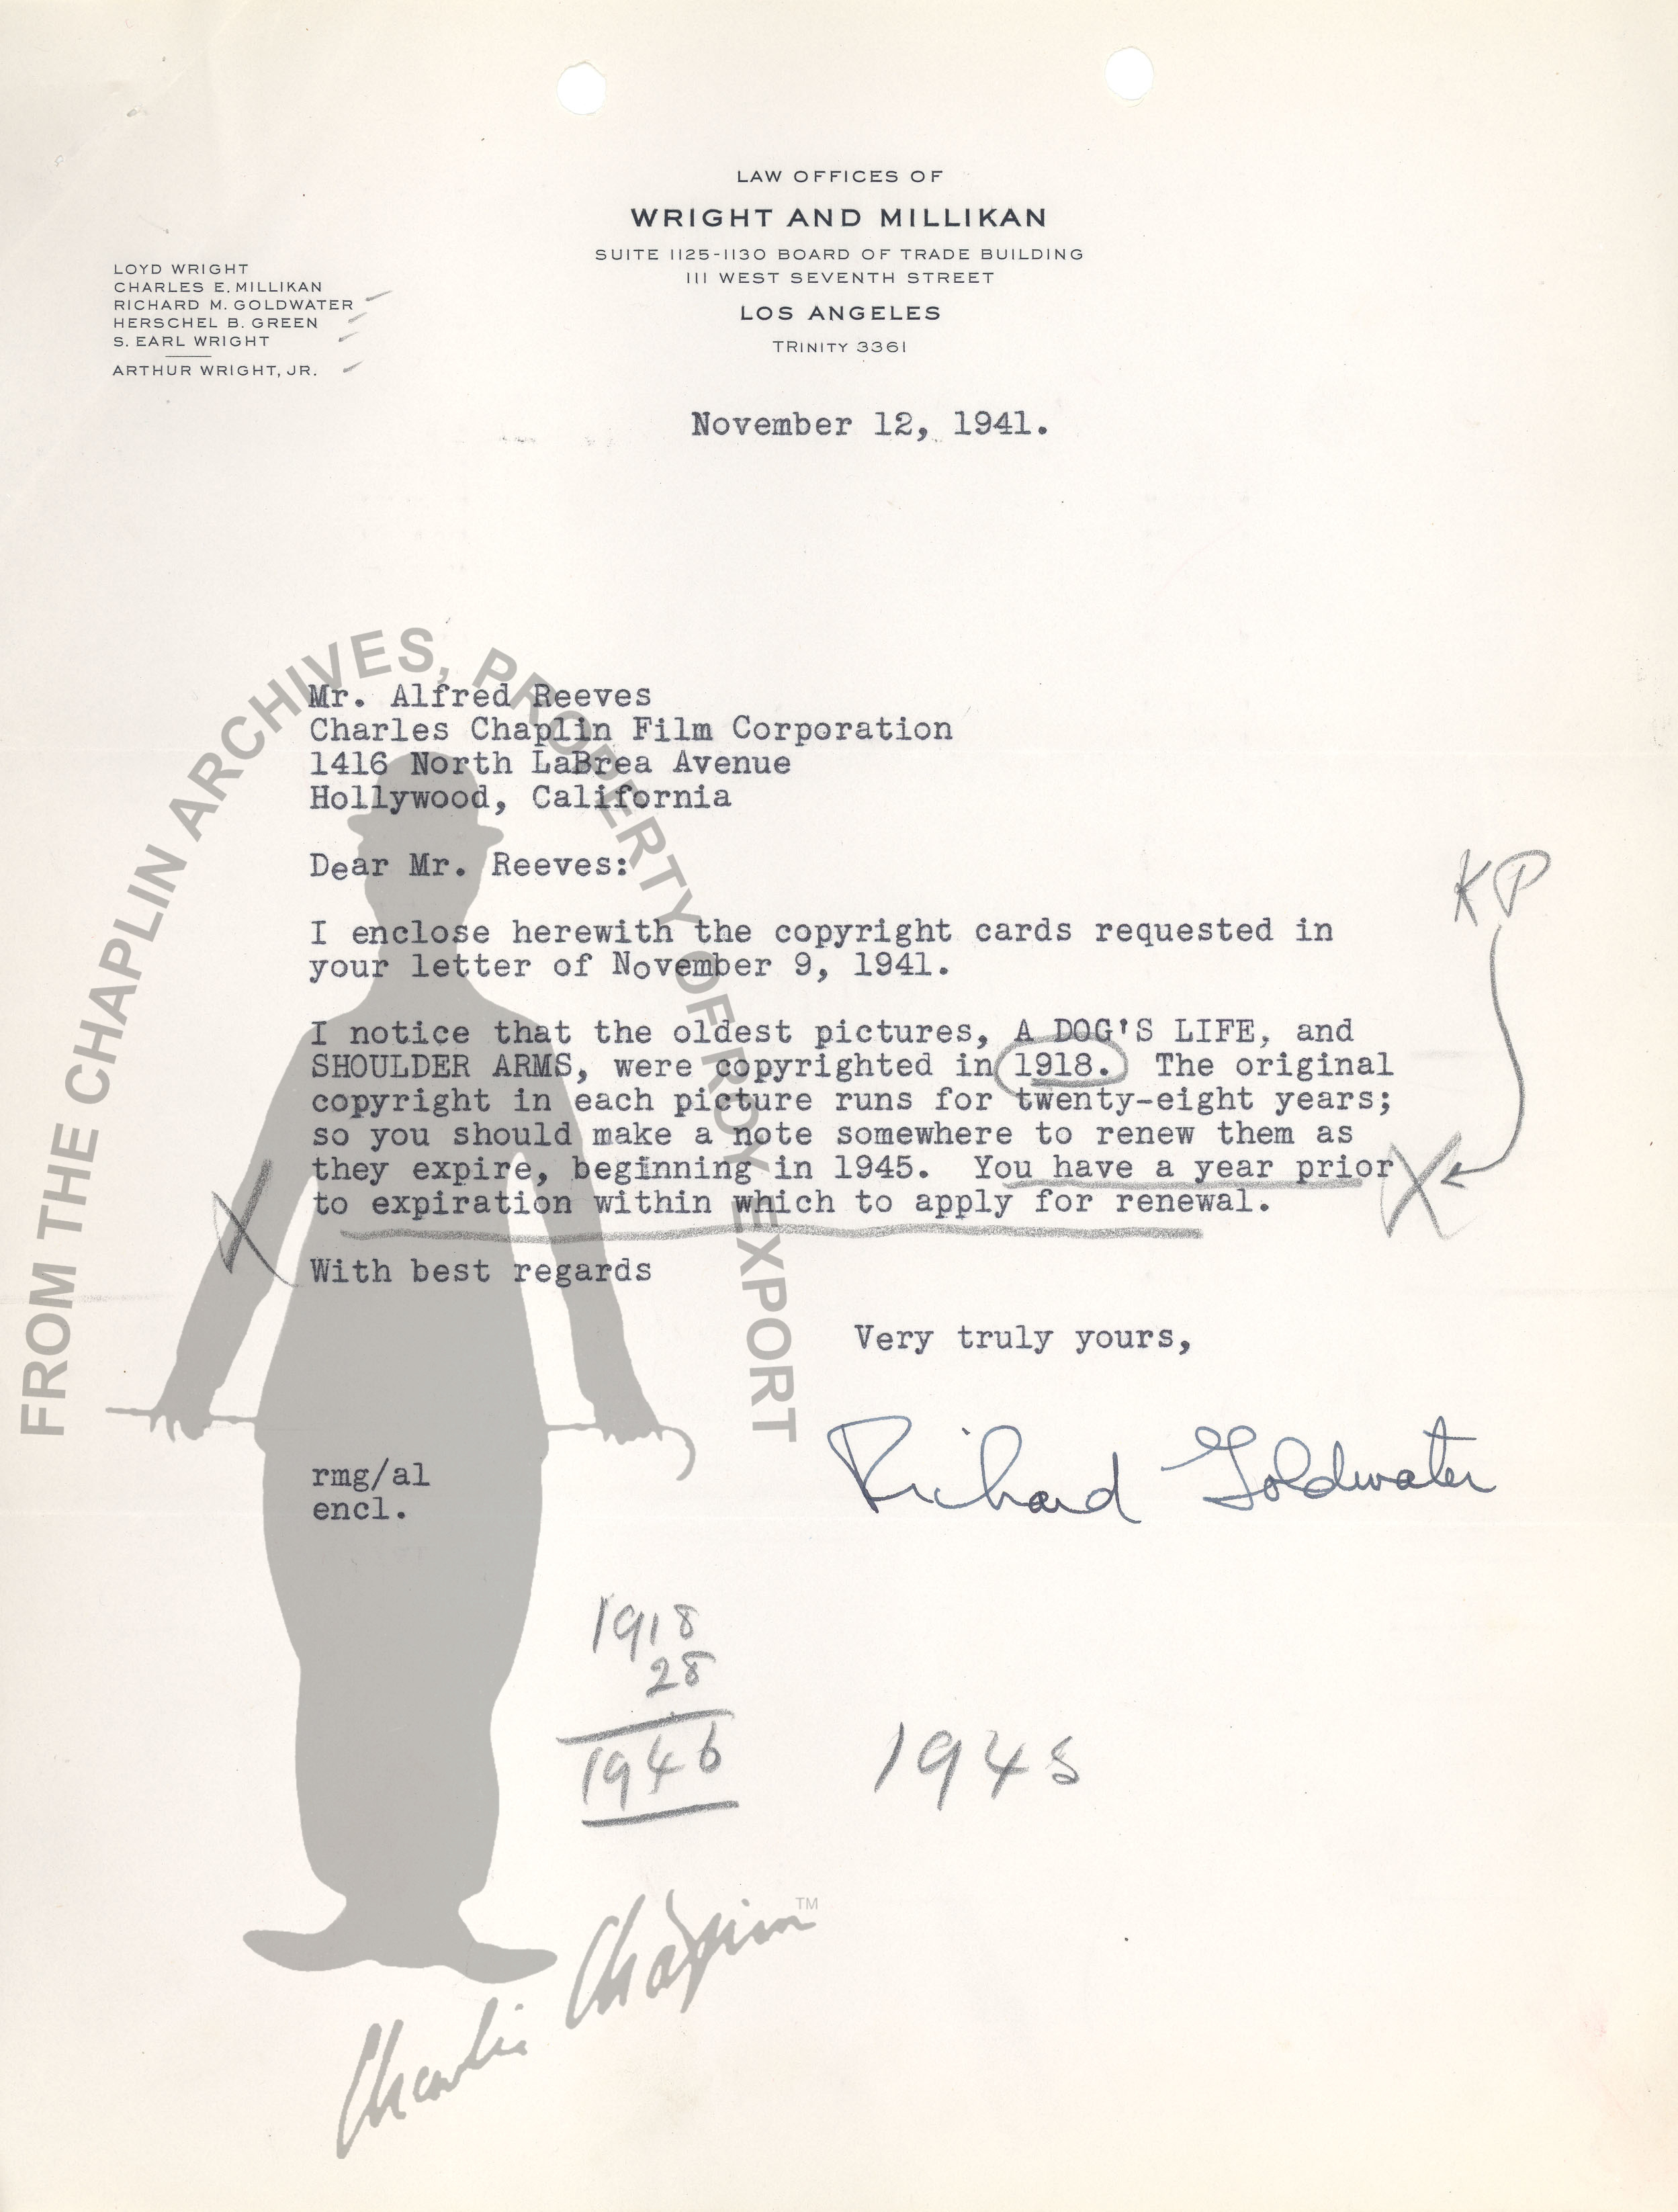 LAW OFFICES OF
WRIGHT AND MILLIKAN
SUITE 1125-1130 BOARD OF TRADE BUILDING
111 WEST SEVENTH STREET
LOS ANGELES
TRINITY 3361
LOYD WRIGHT
CHARLES E. MILLIKAN
RICHARD M. GOLDWATER
HERSCHEL B. GREEN
S. EARL WRIGHT
ARTHUR WRIGHT, JR.
November 12, 1941.
Mr. Alfred Reeves
Charles Chaplin Film Corporation
1416 North LaBrea Avenue
Hollywood, California
Dear Mr. Reeves:
KP
I enclose herewith the copyright cards requested in
your letter of November 9, 1941.
I notice that the oldest pictures, A DOG'S LIFE, and
SHOULDER ARMS, were copyrighted in 1918. The original
copyright in each picture runs for twenty-eight years;
so you should make a note somewhere to renew them as
they expire, beginning in 1945. You have a year prior
to expiration within which to apply for renewal.
X
X
With best regards
Very truly yours,
Richard Goldwater
rmg/al
encl.
1918
28
1946
1945
FROM THE CHAPLIN ARCHIVES, PROPERTY OF ROY EXPORT
Charlie Chaplin TM